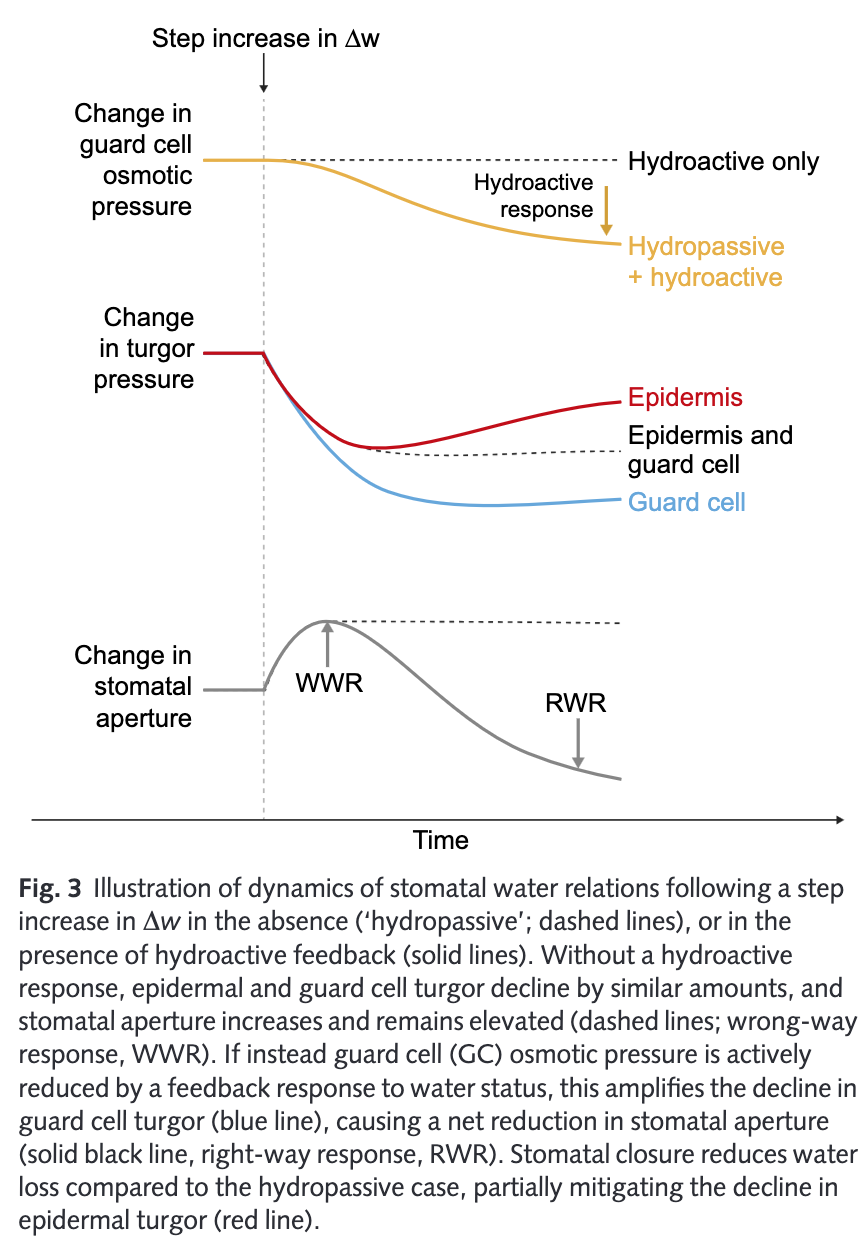 Step increase in Δw
Change in
guard cell
osmotic
pressure
Hydroactive only
Hydroactive
response
Hydropassive
+ hydroactive
Change
in turgor
pressure
Epidermis
Epidermis and
guard cell
Guard cell
Change in
stomatal
aperture
WWR
RWR
Time
Fig. 3 Illustration of dynamics of stomatal water relations following a step
increase in Δw in the absence (‘hydropassive’; dashed lines), or in the
presence of hydroactive feedback (solid lines). Without a hydroactive
response, epidermal and guard cell turgor decline by similar amounts, and
stomatal aperture increases and remains elevated (dashed lines; wrong-way
response, WWR). If instead guard cell (GC) osmotic pressure is actively
reduced by a feedback response to water status, this amplifies the decline in
guard cell turgor (blue line), causing a net reduction in stomatal aperture
(solid black line, right-way response, RWR). Stomatal closure reduces water
loss compared to the hydropassive case, partially mitigating the decline in
epidermal turgor (red line).